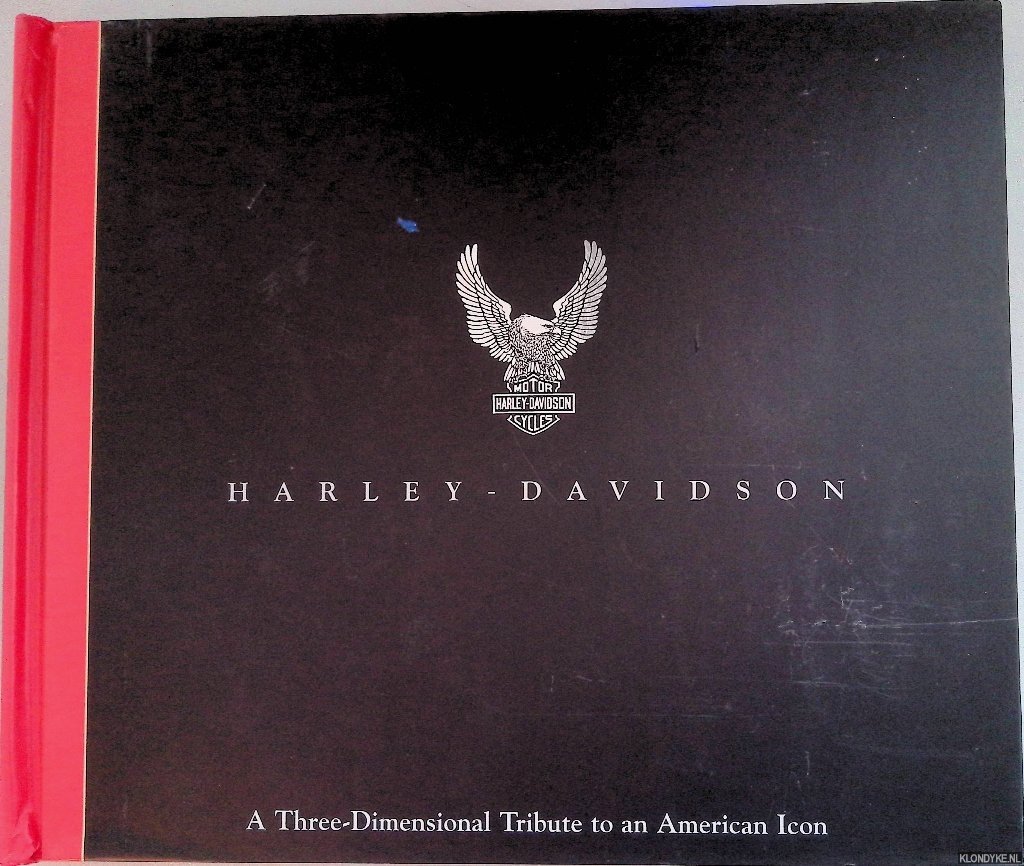 MOTOR
HARLEY-DAVIDSON
CYCLES
HARLEY-DAVIDSON
A Three-Dimensional Tribute to an American Icon
KLONDYKE.NL